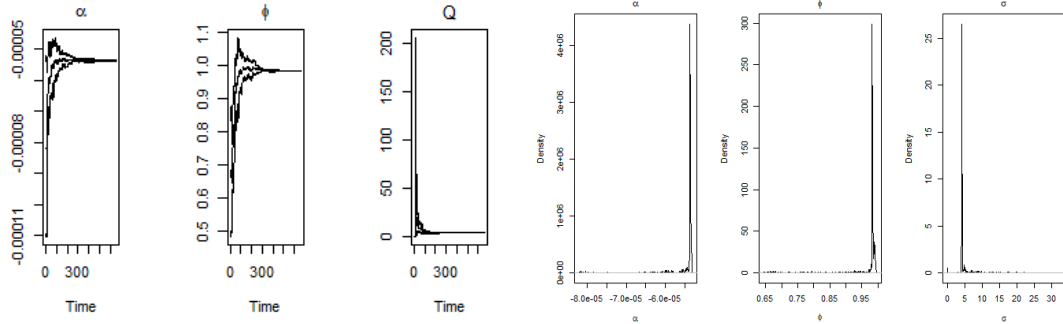 α
-0.00005
-0.00008
-0.00011
0 300
Time
ϕ
1.1
1.0
0.9
0.8
0.7
0.6
0.5
0 300
Time
Q
200
150
100
50
0
0 300
Time
α
Density
4e+06
3e+06
2e+06
1e+06
0e+00
-8.0e-05 -7.0e-05 -6.0e-05
α
ϕ
Density
300
250
200
150
100
50
0
0.65 0.75 0.85 0.95
ϕ
σ
Density
25
20
15
10
5
0
0 5 10 15 20 25 30
σ